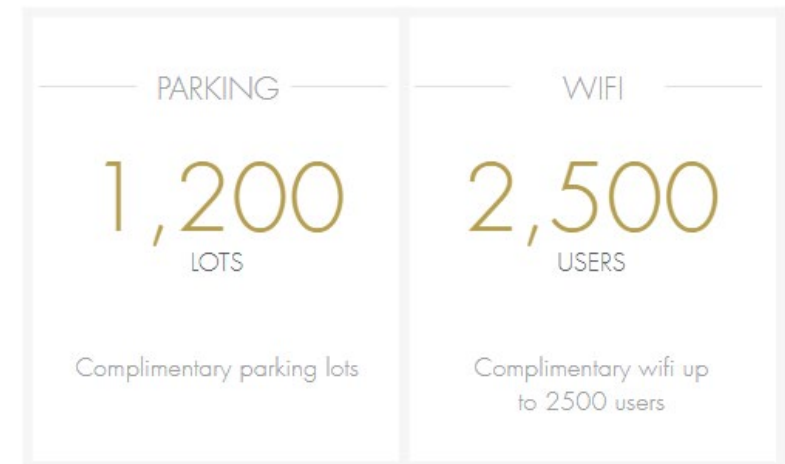 PARKING
1,200
LOTS
Complimentary parking lots
WIFI
2,500
USERS
Complimentary wifi up
to 2500 users